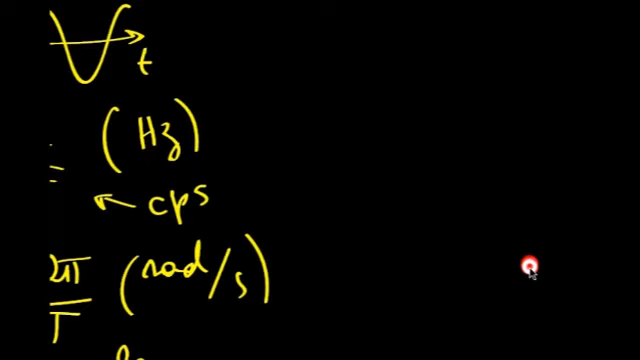 t
(Hz)
← cps
2π/T (rad/s)